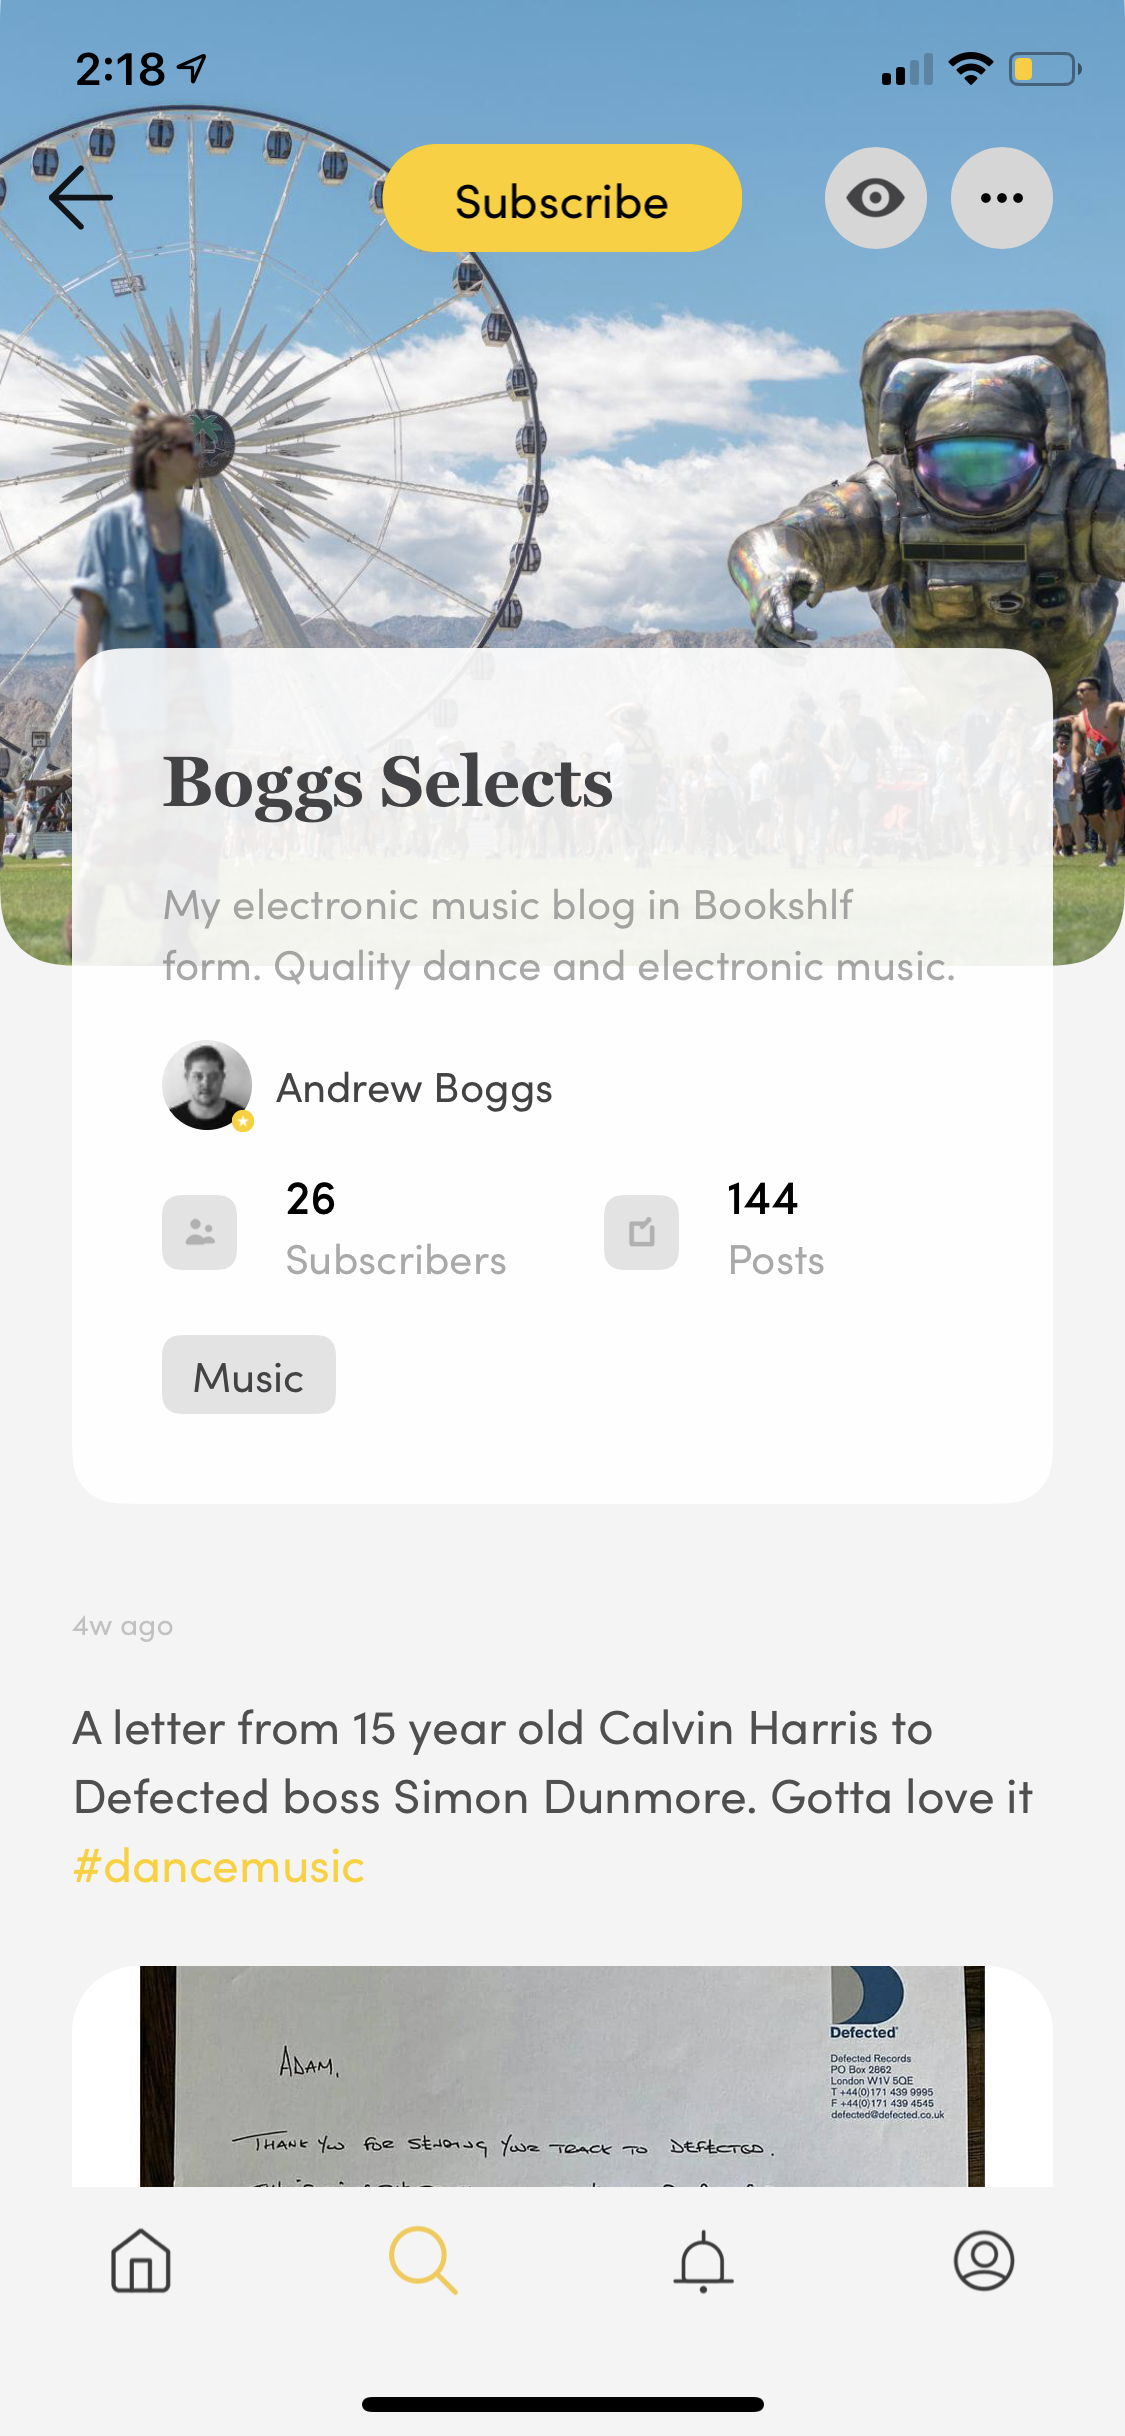 2:18
Subscribe
Boggs Selects
My electronic music blog in Bookshlf
form. Quality dance and electronic music.
Andrew Boggs
26
Subscribers
144
Posts
Music
4w ago
A letter from 15 year old Calvin Harris to
Defected boss Simon Dunmore. Gotta love it
#dancemusic
Defected
Defected Records
PO Box 2862
London W1V 5QE
T +44(0)171 439 9995
F +44(0)171 439 4545
defected@defected.co.uk
ADAM,
THANK YOU FOR SENDING YOUR TRACK TO DEFECTED.